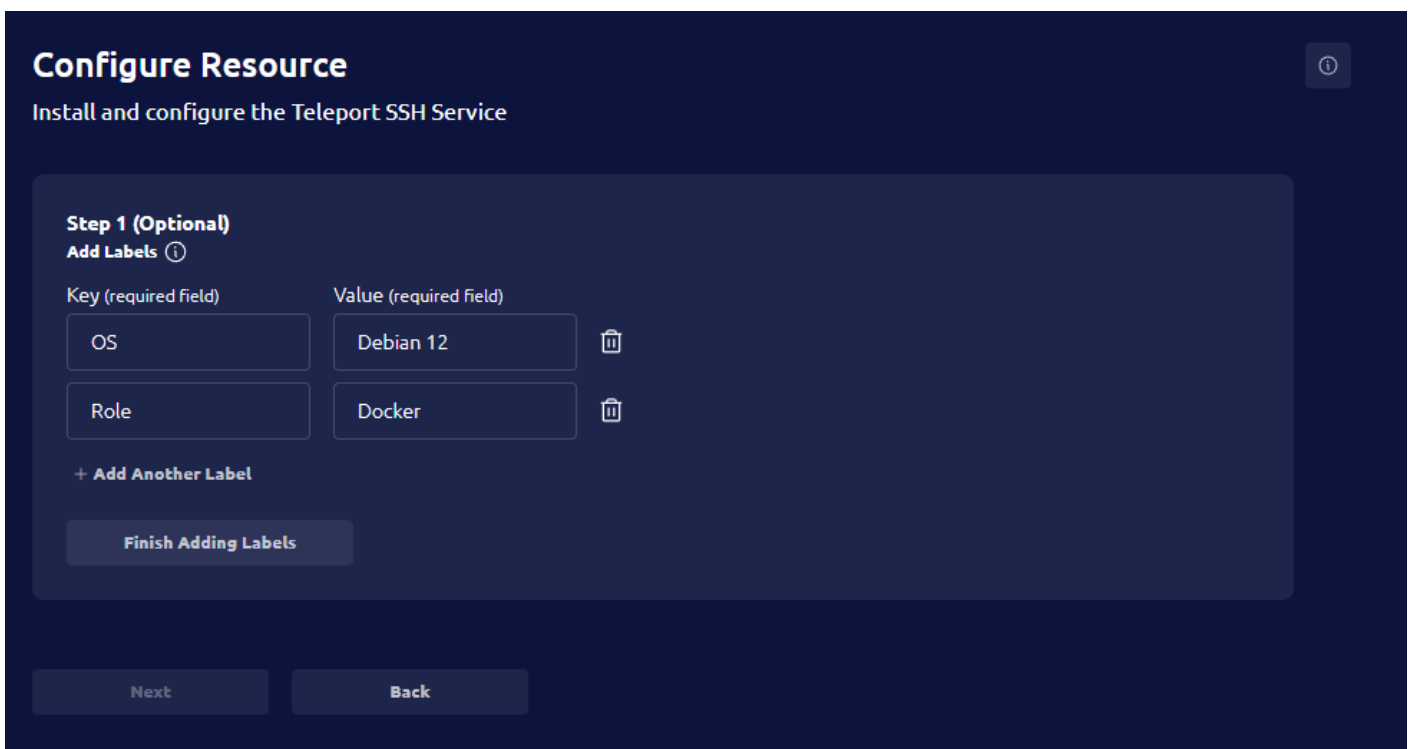 Configure Resource
Install and configure the Teleport SSH Service
Step 1 (Optional)
Add Labels
Key (required field) Value (required field)
OS Debian 12
Role Docker
+ Add Another Label
Finish Adding Labels
Next Back